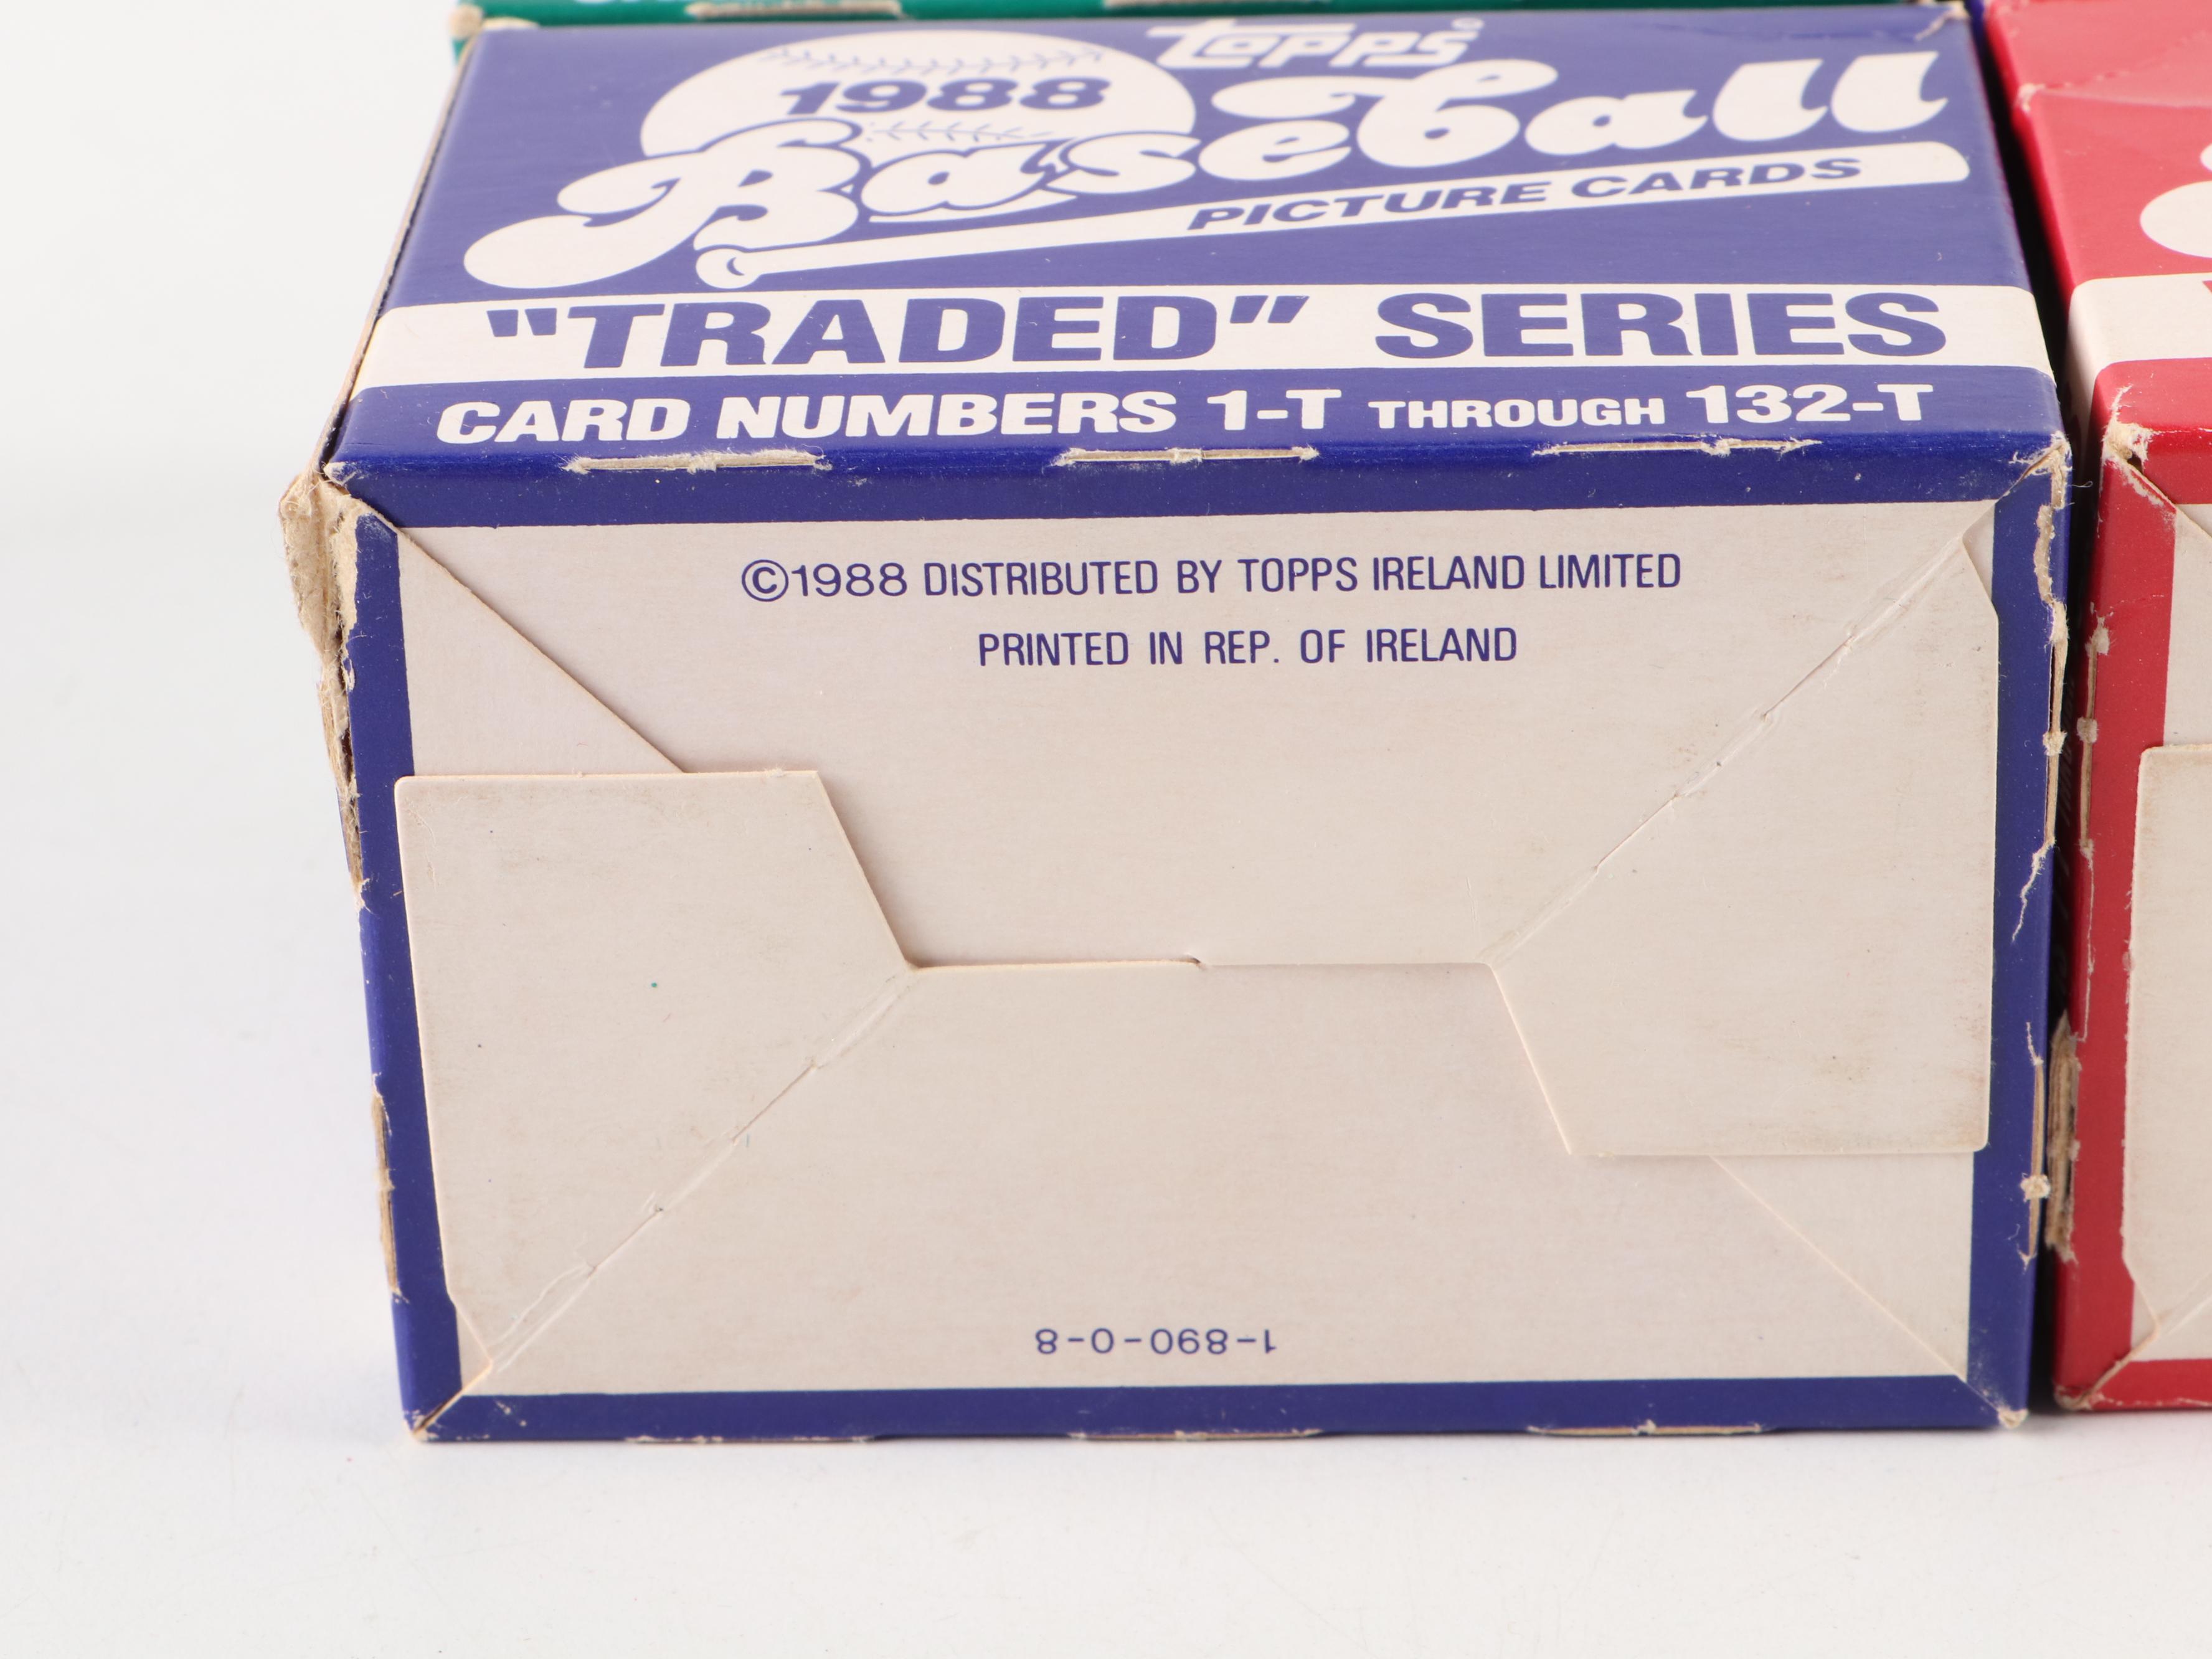 topps®
1988
Baseball
PICTURE CARDS
"TRADED" SERIES
CARD NUMBERS 1-T THROUGH 132-T
©1988 DISTRIBUTED BY TOPPS IRELAND LIMITED
PRINTED IN REP. OF IRELAND
1-890-0-8